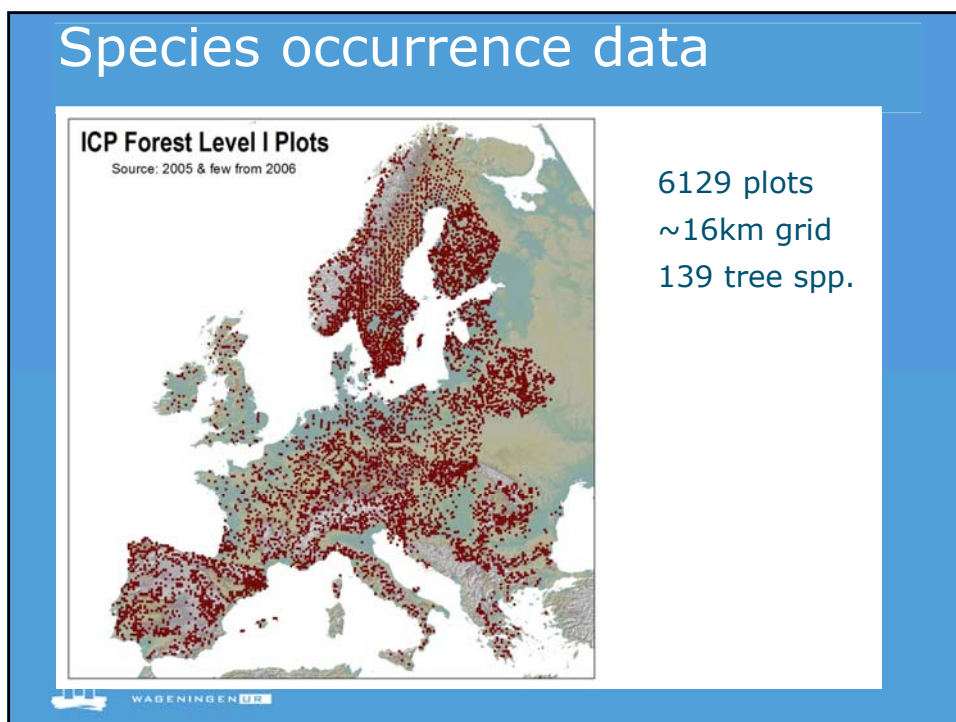 Species occurrence data
ICP Forest Level I Plots
Source: 2005 & few from 2006
6129 plots
~16km grid
139 tree spp.
WAGENINGEN UR